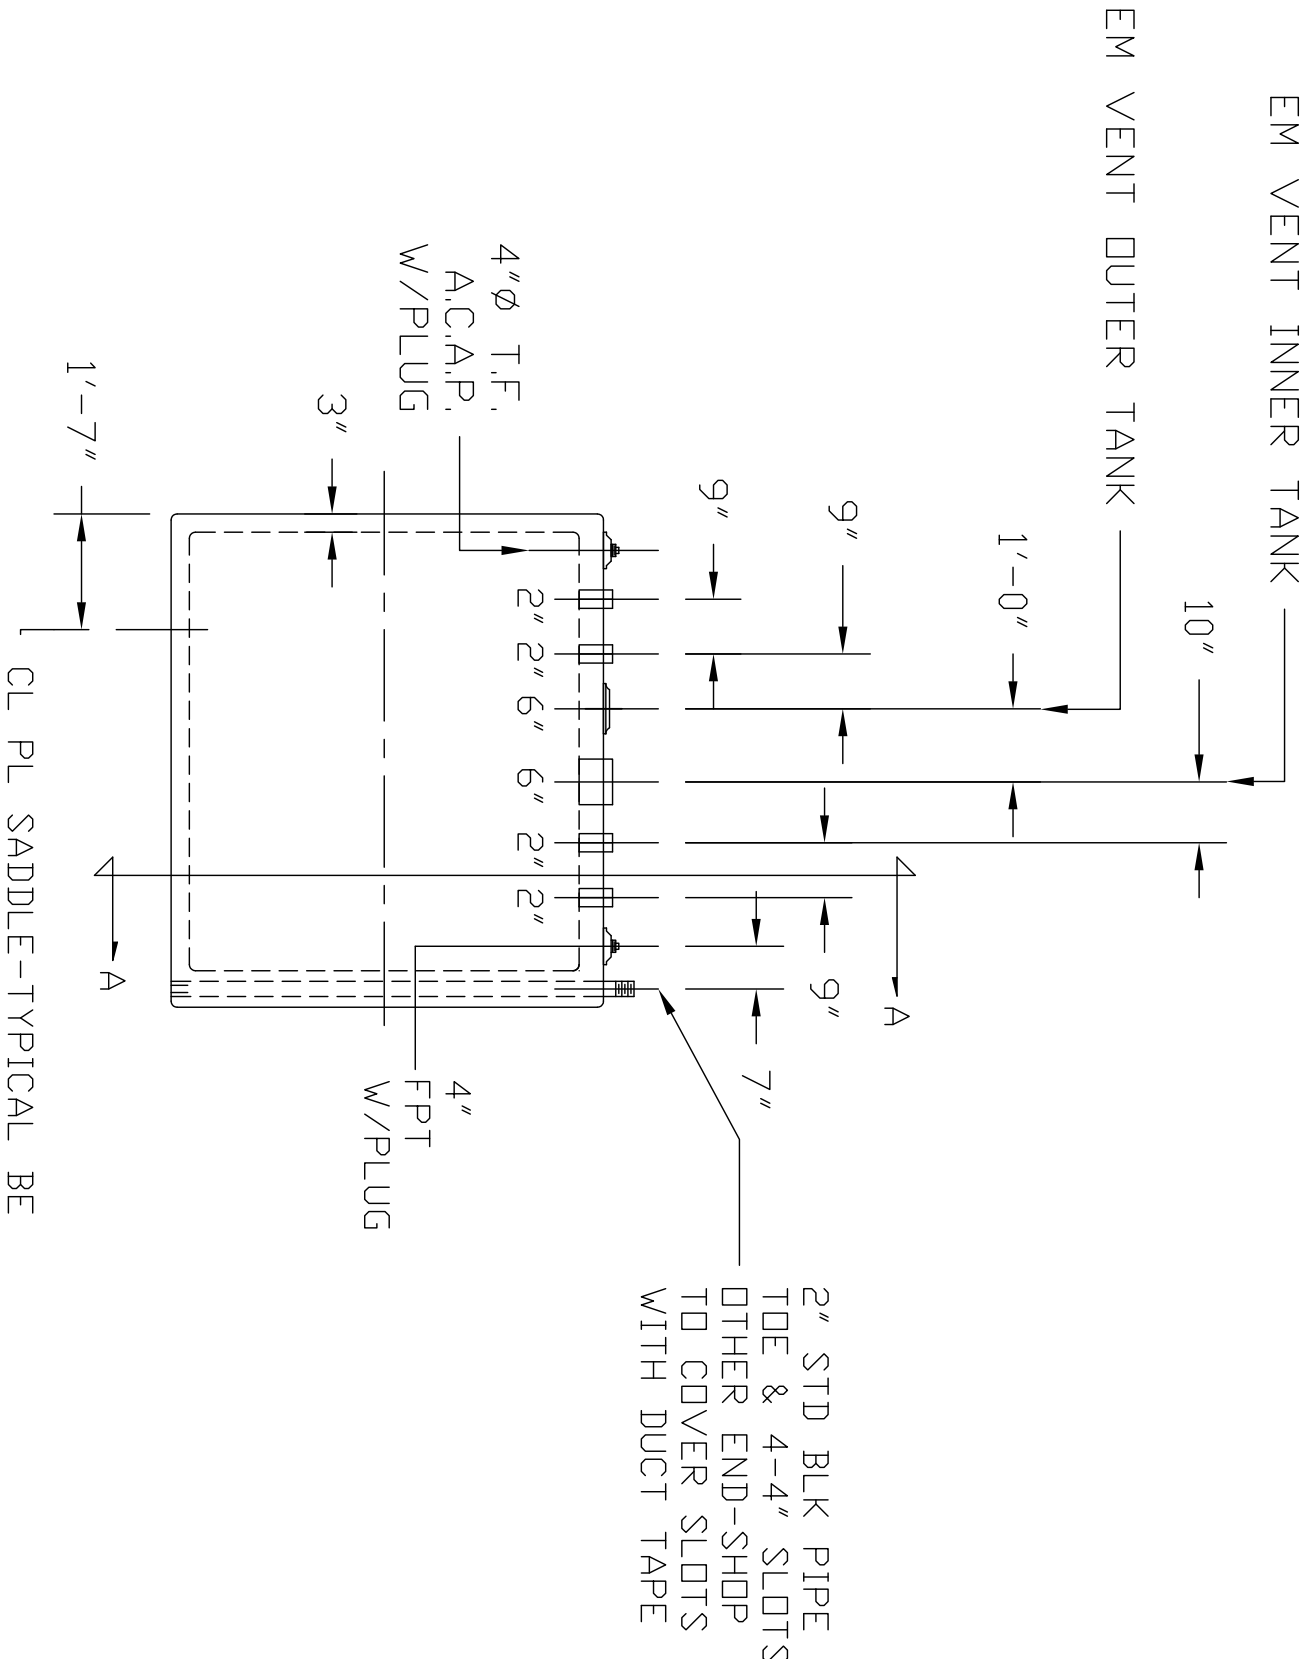 EM VENT INNER TANK
EM VENT OUTER TANK
10"
1'-0"
9"
9"
9"
7"
A
A
4"Ø T.F.
A.C.A.P.
W/PLUG
3"
1'-7"
2"
2"
6"
6"
2"
2"
4"
FPT
W/PLUG
2" STD BLK PIPE
TOE & 4-4" SLOTS
OTHER END-SHOP
TO COVER SLOTS
WITH DUCT TAPE
CL PL SADDLE-TYPICAL BE